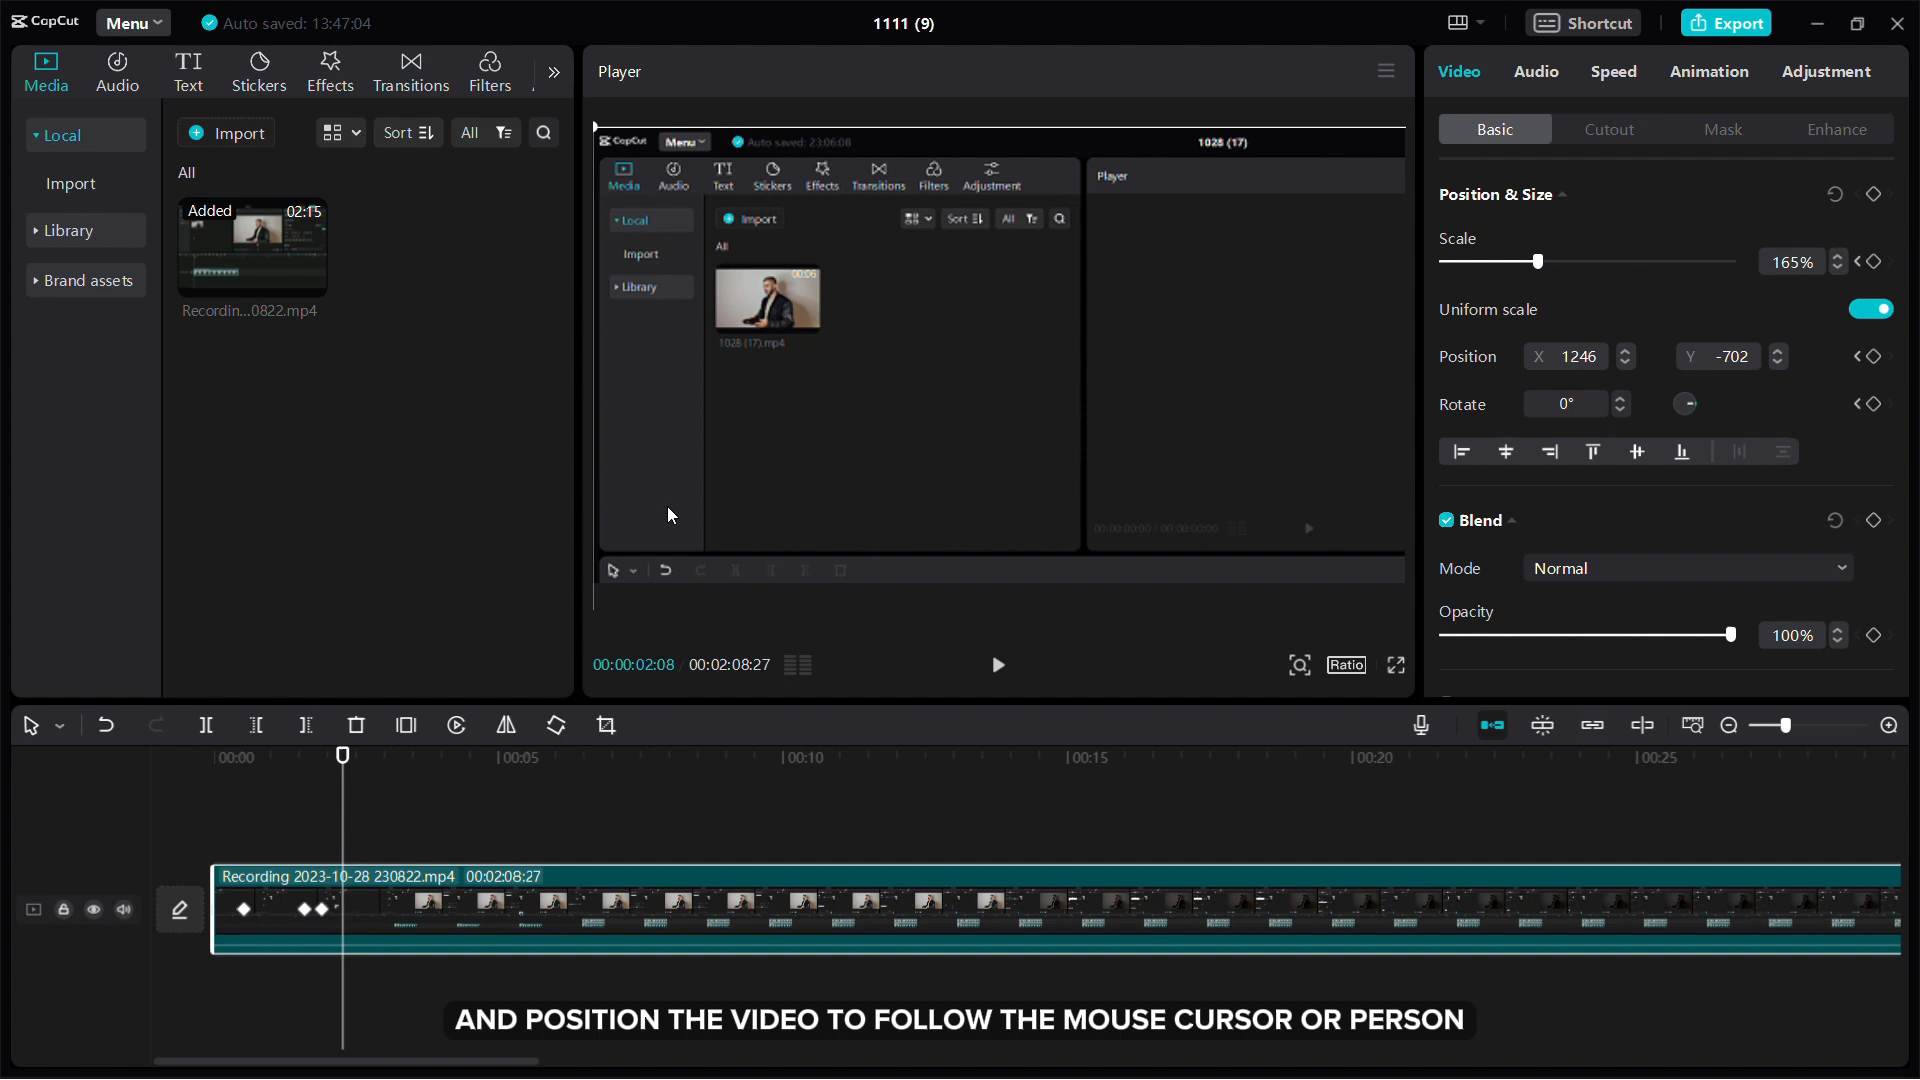 CapCut
Menu
Auto saved: 13:47:04
1111 (9)
Shortcut
Export
Media
Audio
Text
Stickers
Effects
Transitions
Filters
Local
Import
Library
Brand assets
Import
Sort
All
All
Added
02:15
Recordin...0822.mp4
Player
CapCut
Menu
Auto saved: 23:06:08
1028 (17)
Media
Audio
Text
Stickers
Effects
Transitions
Filters
Adjustment
Local
Import
Library
Import
Sort
All
All
00:06
1028 (17).mp4
Player
00:00:00:00 / 00:00:00:00
00:00:02:08 / 00:02:08:27
Ratio
Video
Audio
Speed
Animation
Adjustment
Basic
Cutout
Mask
Enhance
Position & Size
Scale
165%
Uniform scale
Position
X 1246
Y -702
Rotate
0°
Blend
Mode
Normal
Opacity
100%
00:00
00:05
00:10
00:15
00:20
00:25
Recording 2023-10-28 230822.mp4 00:02:08:27
AND POSITION THE VIDEO TO FOLLOW THE MOUSE CURSOR OR PERSON